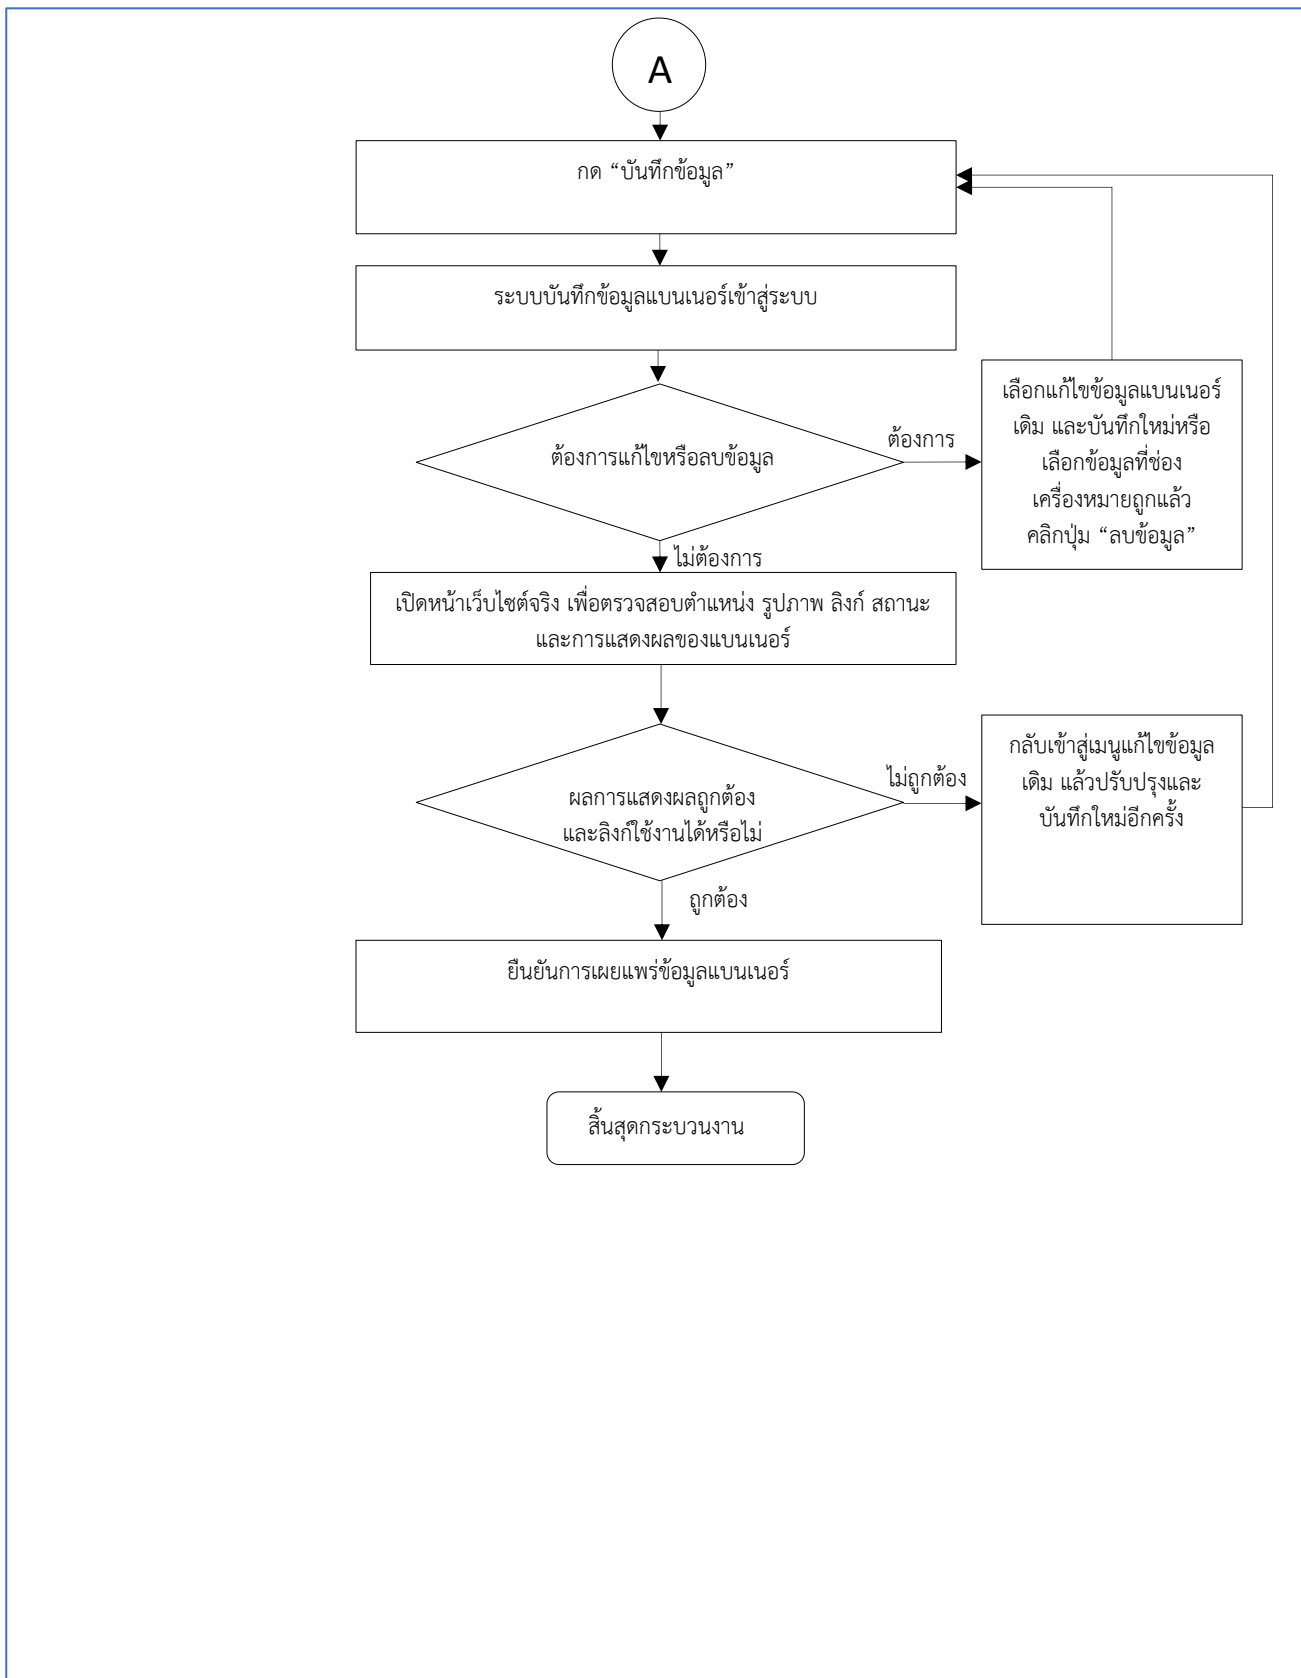 A
กด “บันทึกข้อมูล”
ระบบบันทึกข้อมูลแบนเนอร์เข้าสู่ระบบ
ต้องการแก้ไขหรือลบข้อมูล
ต้องการ
เลือกแก้ไขข้อมูลแบนเนอร์
เดิม และบันทึกใหม่หรือ
เลือกข้อมูลที่ช่อง
เครื่องหมายถูกแล้ว
คลิกปุ่ม “ลบข้อมูล”
ไม่ต้องการ
เปิดหน้าเว็บไซต์จริง เพื่อตรวจสอบตำแหน่ง รูปภาพ ลิงก์ สถานะ
และการแสดงผลของแบนเนอร์
ผลการแสดงผลถูกต้อง
และลิงก์ใช้งานได้หรือไม่
ไม่ถูกต้อง
กลับเข้าสู่เมนูแก้ไขข้อมูล
เดิม แล้วปรับปรุงและ
บันทึกใหม่อีกครั้ง
ถูกต้อง
ยืนยันการเผยแพร่ข้อมูลแบนเนอร์
สิ้นสุดกระบวนงาน